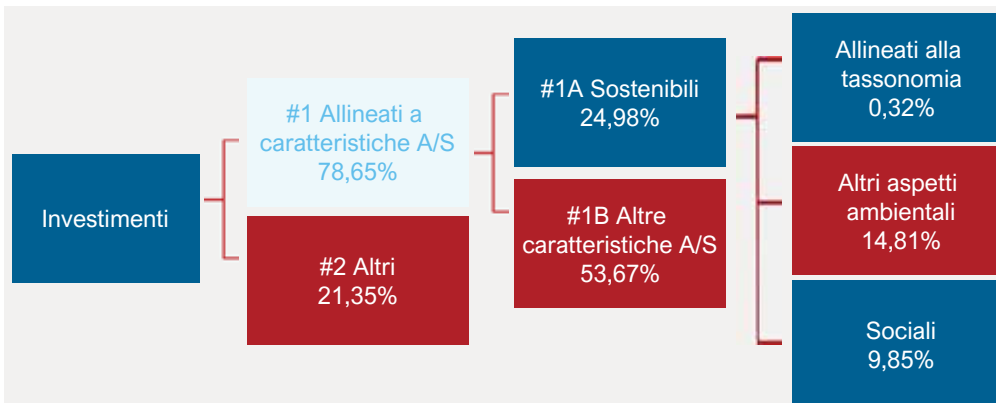 Investimenti
#1 Allineati a
caratteristiche A/S
78,65%
#2 Altri
21,35%
#1A Sostenibili
24,98%
#1B Altre
caratteristiche A/S
53,67%
Allineati alla
tassonomia
0,32%
Altri aspetti
ambientali
14,81%
Sociali
9,85%